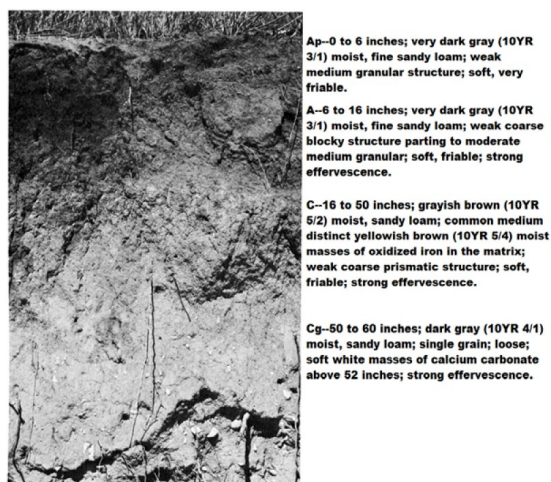 Ap--0 to 6 inches; very dark gray (10YR
3/1) moist, fine sandy loam; weak
medium granular structure; soft, very
friable.
A--6 to 16 inches; very dark gray (10YR
3/1) moist, fine sandy loam; weak coarse
blocky structure parting to moderate
medium granular; soft, friable; strong
effervescence.
C--16 to 50 inches; grayish brown (10YR
5/2) moist, sandy loam; common medium
distinct yellowish brown (10YR 5/4) moist
masses of oxidized iron in the matrix;
weak coarse prismatic structure; soft,
friable; strong effervescence.
Cg--50 to 60 inches; dark gray (10YR 4/1)
moist, sandy loam; single grain; loose;
soft white masses of calcium carbonate
above 52 inches; strong effervescence.